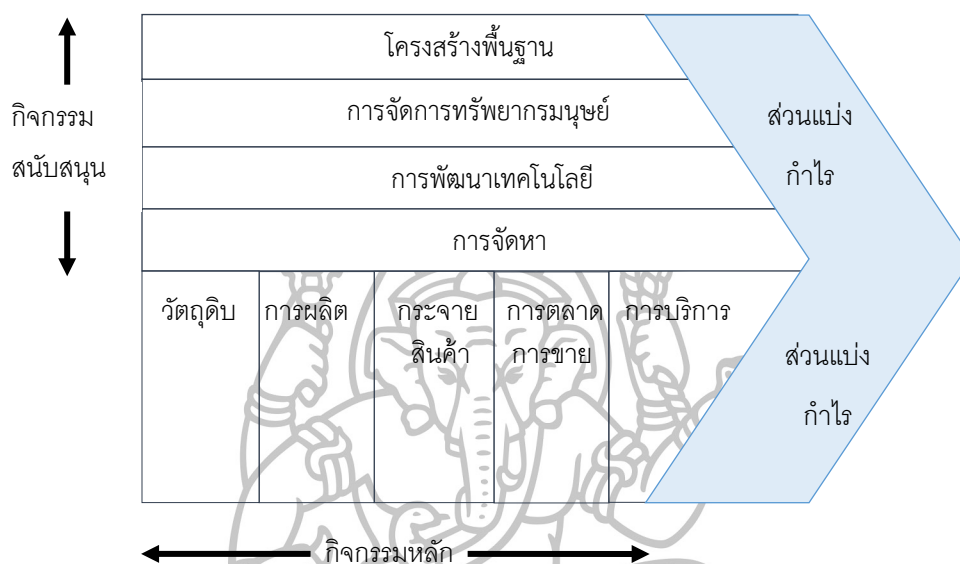 โครงสร้างพื้นฐาน
การจัดการทรัพยากรมนุษย์
การพัฒนาเทคโนโลยี
การจัดหา
กิจกรรม
สนับสนุน
ส่วนแบ่ง
กำไร
วัตถุดิบ
การผลิต
กระจาย
สินค้า
การตลาด
การขาย
การบริการ
ส่วนแบ่ง
กำไร
กิจกรรมหลัก